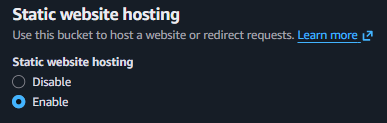 Static website hosting
Use this bucket to host a website or redirect requests. Learn more
Static website hosting
Disable
Enable